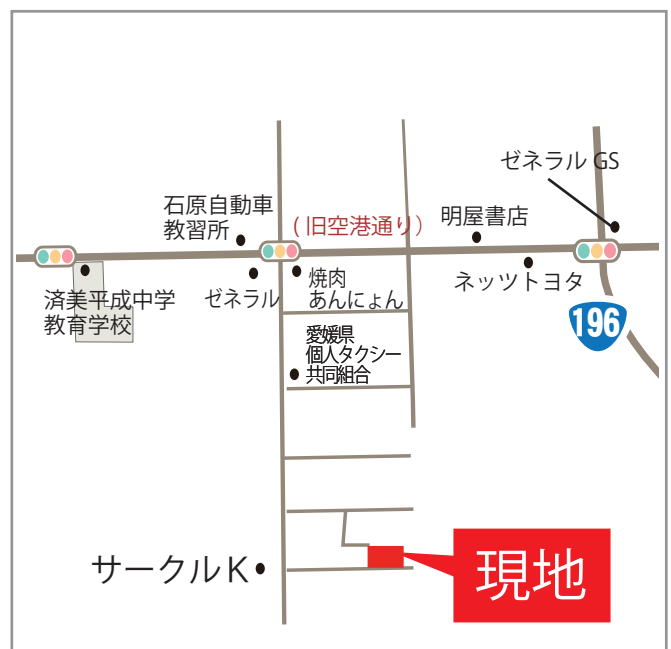 ゼネラル GS
石原自動車
教習所
(旧空港通り)
明屋書店
済美平成中学
教育学校
ゼネラル
焼肉
あんにょん
ネッツトヨタ
196
愛媛県
個人タクシー
共同組合
サークルK
現地